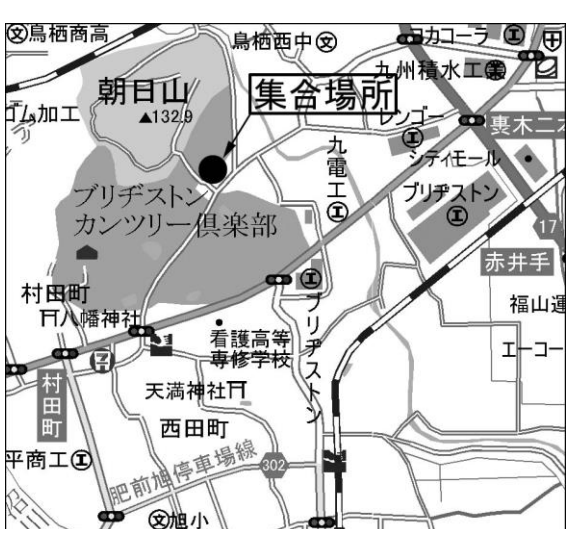 鳥栖商高
鳥栖西中
コカコーラ
朝日山
▲132.9
集合場所
九州積水工業
ゴム加工
レンゴー
九電工
シティモール
ブリヂストン
ブリヂストン
カンツリー倶楽部
17
赤井手
村田町
八幡神社
看護高等
専修学校
ブリヂストン
福山運
エーコー
村田町
天満神社
西田町
平商工
肥前旭停車場線
302
旭小